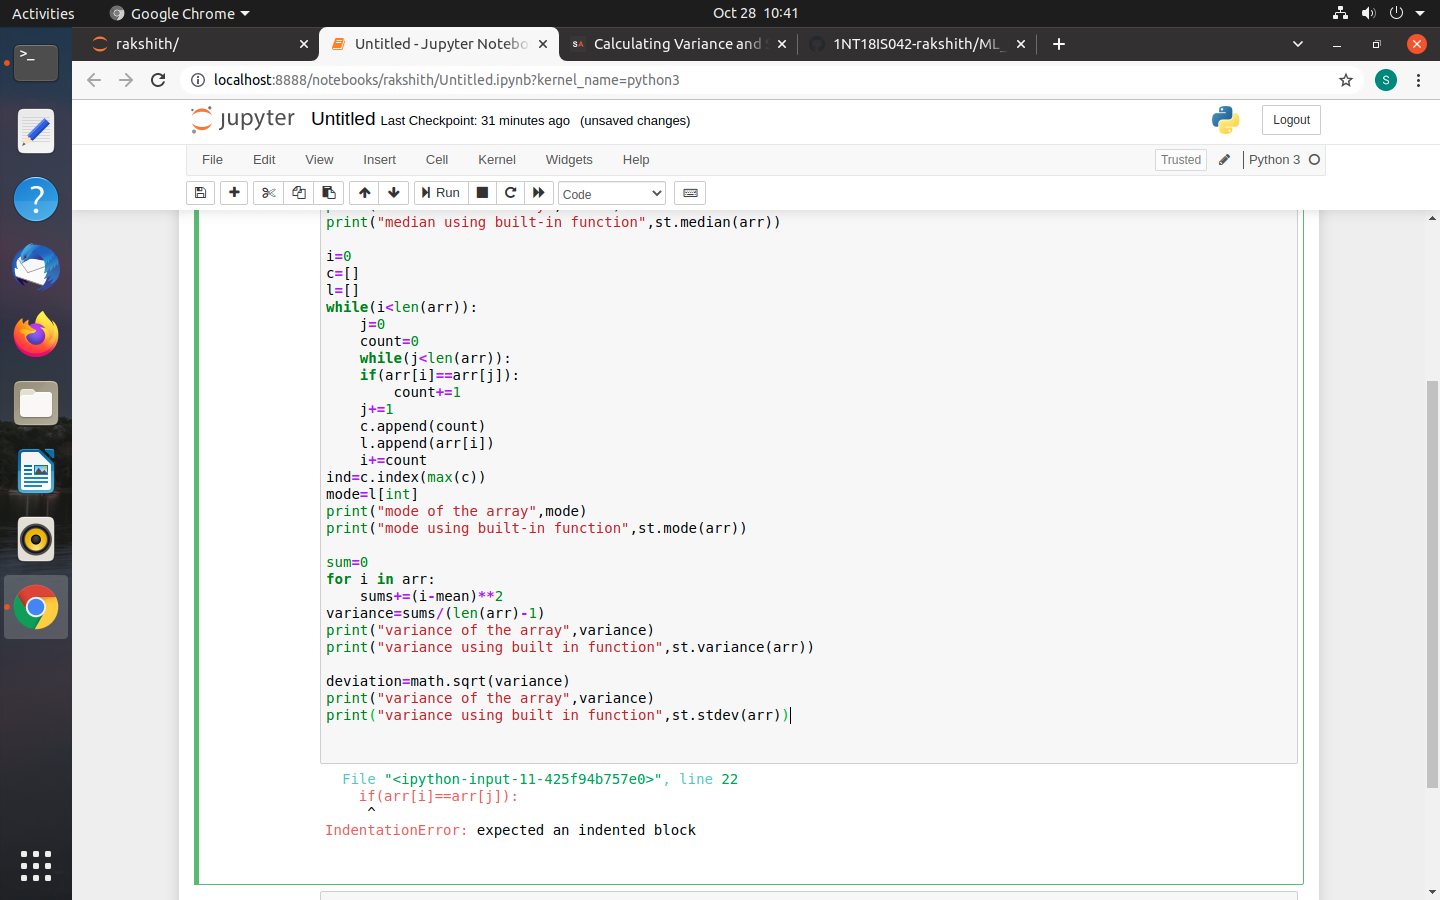 Activities
Google Chrome
Oct 28 10:41
rakshith/
Untitled - Jupyter Notebo
SA
Calculating Variance and
1NT18IS042-rakshith/ML_
localhost:8888/notebooks/rakshith/Untitled.ipynb?kernel_name=python3
S
jupyter
Untitled Last Checkpoint: 31 minutes ago (unsaved changes)
Logout
File Edit View Insert Cell Kernel Widgets Help
Trusted
Python 3
Run
Code
print("median using built-in function",st.median(arr))
i=0
c=[]
l=[]
while(i<len(arr)):
    j=0
    count=0
    while(j<len(arr)):
    if(arr[i]==arr[j]):
        count+=1
    j+=1
    c.append(count)
    l.append(arr[i])
    i+=count
ind=c.index(max(c))
mode=l[int]
print("mode of the array",mode)
print("mode using built-in function",st.mode(arr))
sum=0
for i in arr:
    sums+=(i-mean)**2
variance=sums/(len(arr)-1)
print("variance of the array",variance)
print("variance using built in function",st.variance(arr))
deviation=math.sqrt(variance)
print("variance of the array",variance)
print("variance using built in function",st.stdev(arr))
File "<ipython-input-11-425f94b757e0>", line 22
    if(arr[i]==arr[j]):
     ^
IndentationError: expected an indented block